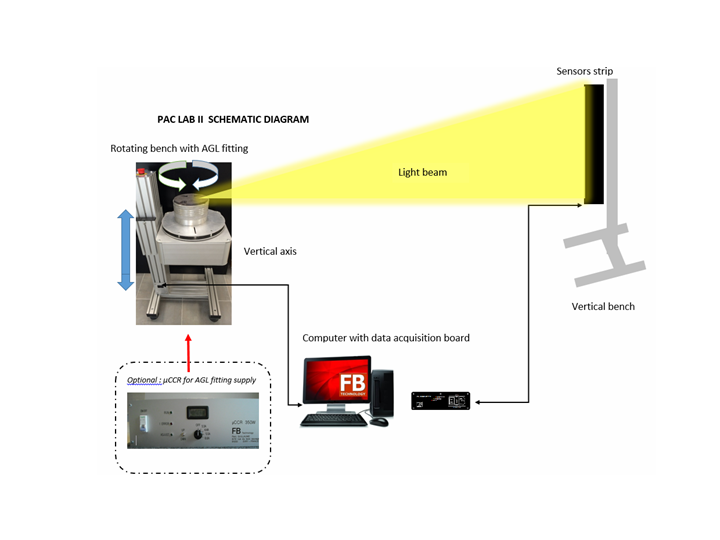 Sensors strip
PAC LAB II SCHEMATIC DIAGRAM
Rotating bench with AGL fitting
Light beam
Vertical axis
Vertical bench
Computer with data acquisition board
Optional : µCCR for AGL fitting supply
FB
TECHNOLOGY
µCCR
FB